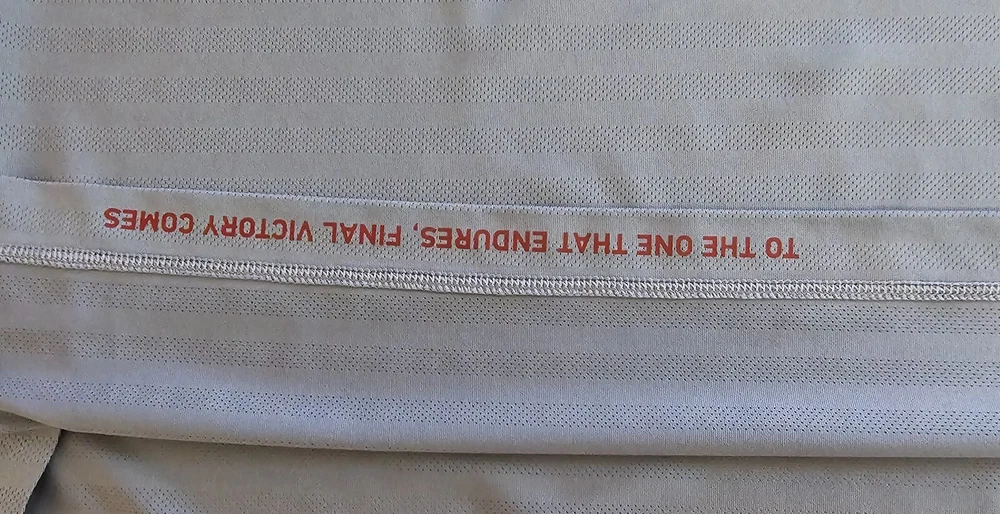 TO THE ONE THAT ENDURES, FINAL VICTORY COMES